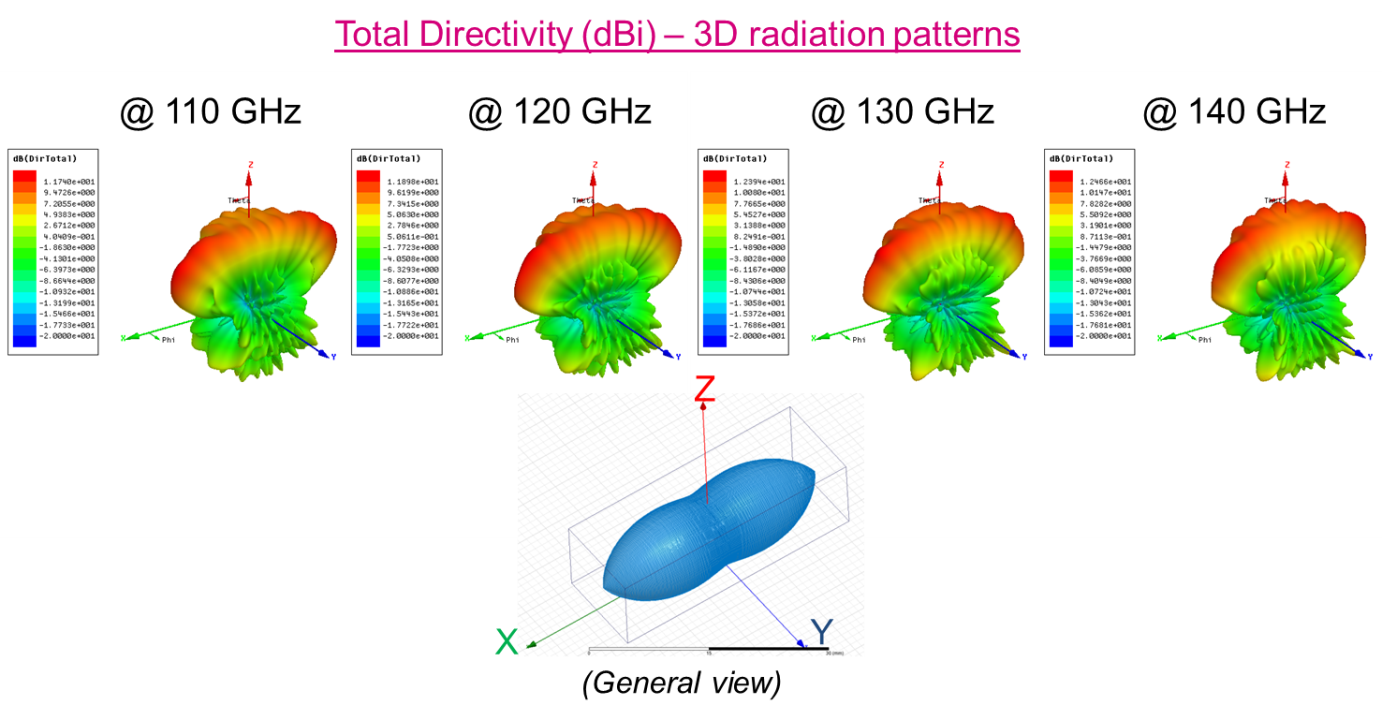 Total Directivity (dBi) – 3D radiation patterns
@ 110 GHz
@ 120 GHz
@ 130 GHz
@ 140 GHz
dB(DirTotal)
1.1740e+001
9.4726e+000
7.2055e+000
4.9383e+000
2.6712e+000
4.0409e-001
-1.8630e+000
-4.1301e+000
-6.3973e+000
-8.6644e+000
-1.0932e+001
-1.3199e+001
-1.5466e+001
-1.7733e+001
-2.0000e+001
Z
Theta
X
Phi
Y
dB(DirTotal)
1.1898e+001
9.6199e+000
7.3415e+000
5.0630e+000
2.7846e+000
5.0611e-001
-1.7723e+000
-4.0508e+000
-6.3293e+000
-8.6077e+000
-1.0886e+001
-1.3165e+001
-1.5443e+001
-1.7722e+001
-2.0000e+001
Z
Theta
X
Phi
Y
dB(DirTotal)
1.2394e+001
1.0080e+001
7.7665e+000
5.4527e+000
3.1388e+000
8.2491e-001
-1.4890e+000
-3.8028e+000
-6.1167e+000
-8.4306e+000
-1.0744e+001
-1.3058e+001
-1.5372e+001
-1.7686e+001
-2.0000e+001
Z
Theta
X
Phi
Y
dB(DirTotal)
1.2466e+001
1.0147e+001
7.8282e+000
5.5092e+000
3.1901e+000
8.7113e-001
-1.4479e+000
-3.7669e+000
-6.0859e+000
-8.4049e+000
-1.0724e+001
-1.3043e+001
-1.5362e+001
-1.7681e+001
-2.0000e+001
Z
Theta
X
Phi
Y
Z
X
Y
(General view)